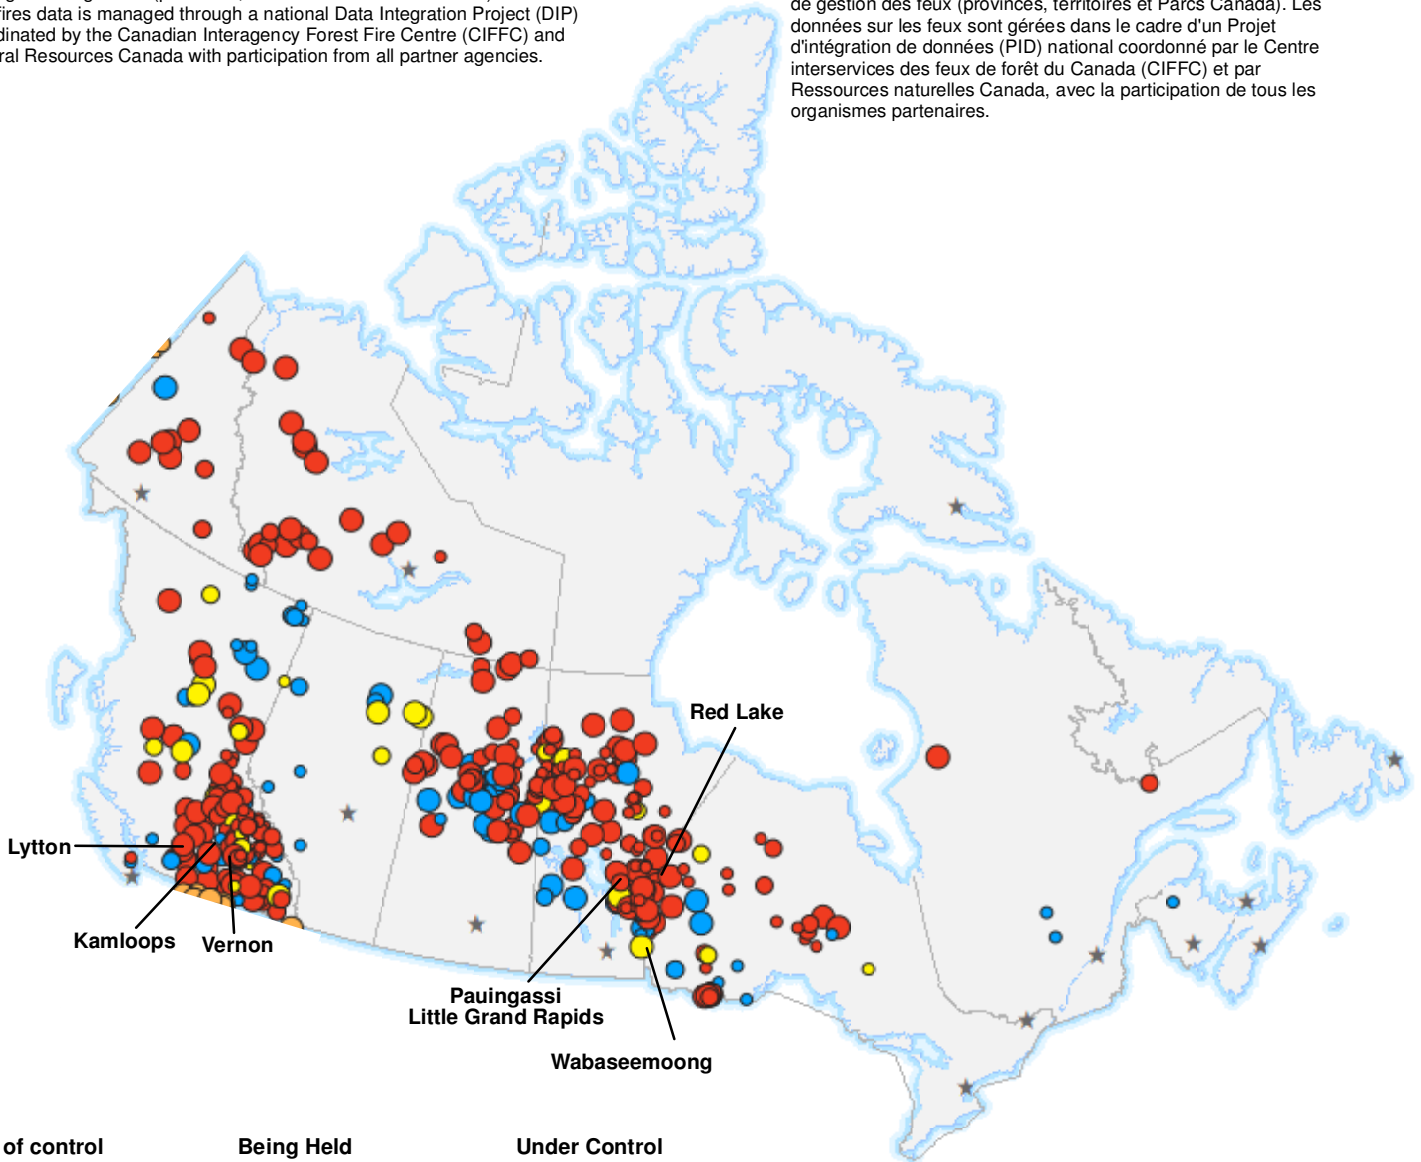 fires data is managed through a national Data Integration Project (DIP)
dinated by the Canadian Interagency Forest Fire Centre (CIFFC) and
ral Resources Canada with participation from all partner agencies.
de gestion des feux (provinces, territoires et Parcs Canada). Les
données sur les feux sont gérées dans le cadre d'un Projet
d'intégration de données (PID) national coordonné par le Centre
interservices des feux de forêt du Canada (CIFFC) et par
Ressources naturelles Canada, avec la participation de tous les
organismes partenaires.
Red Lake
Lytton
Kamloops
Vernon
Pauingassi
Little Grand Rapids
Wabaseemoong
of control
Being Held
Under Control